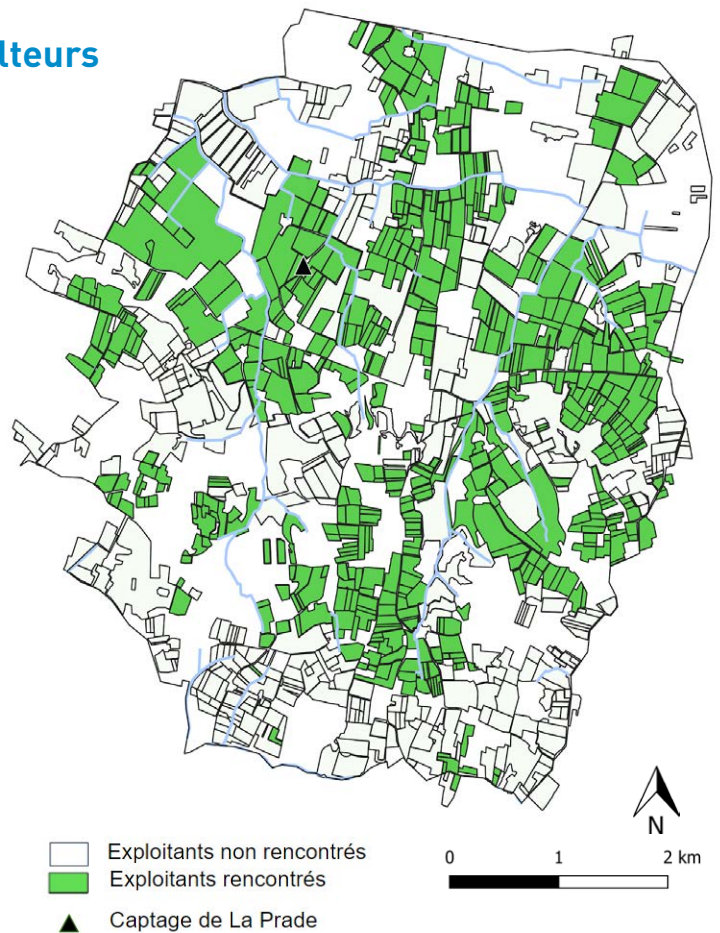 lteurs
N
Exploitants non rencontrés
Exploitants rencontrés
Captage de La Prade
0 1 2 km